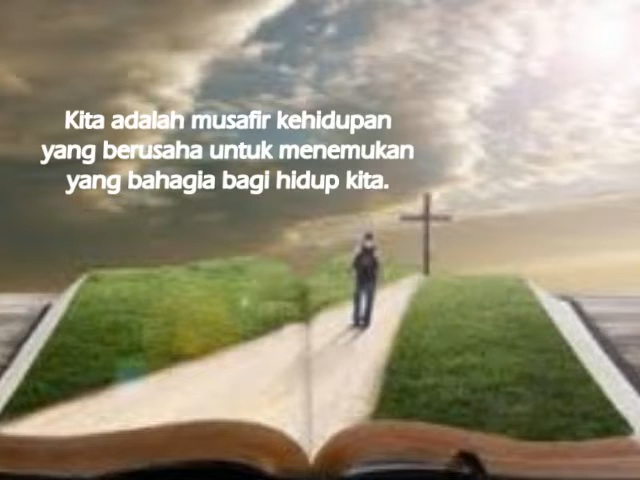 Kita adalah musafir kehidupan
yang berusaha untuk menemukan
yang bahagia bagi hidup kita.